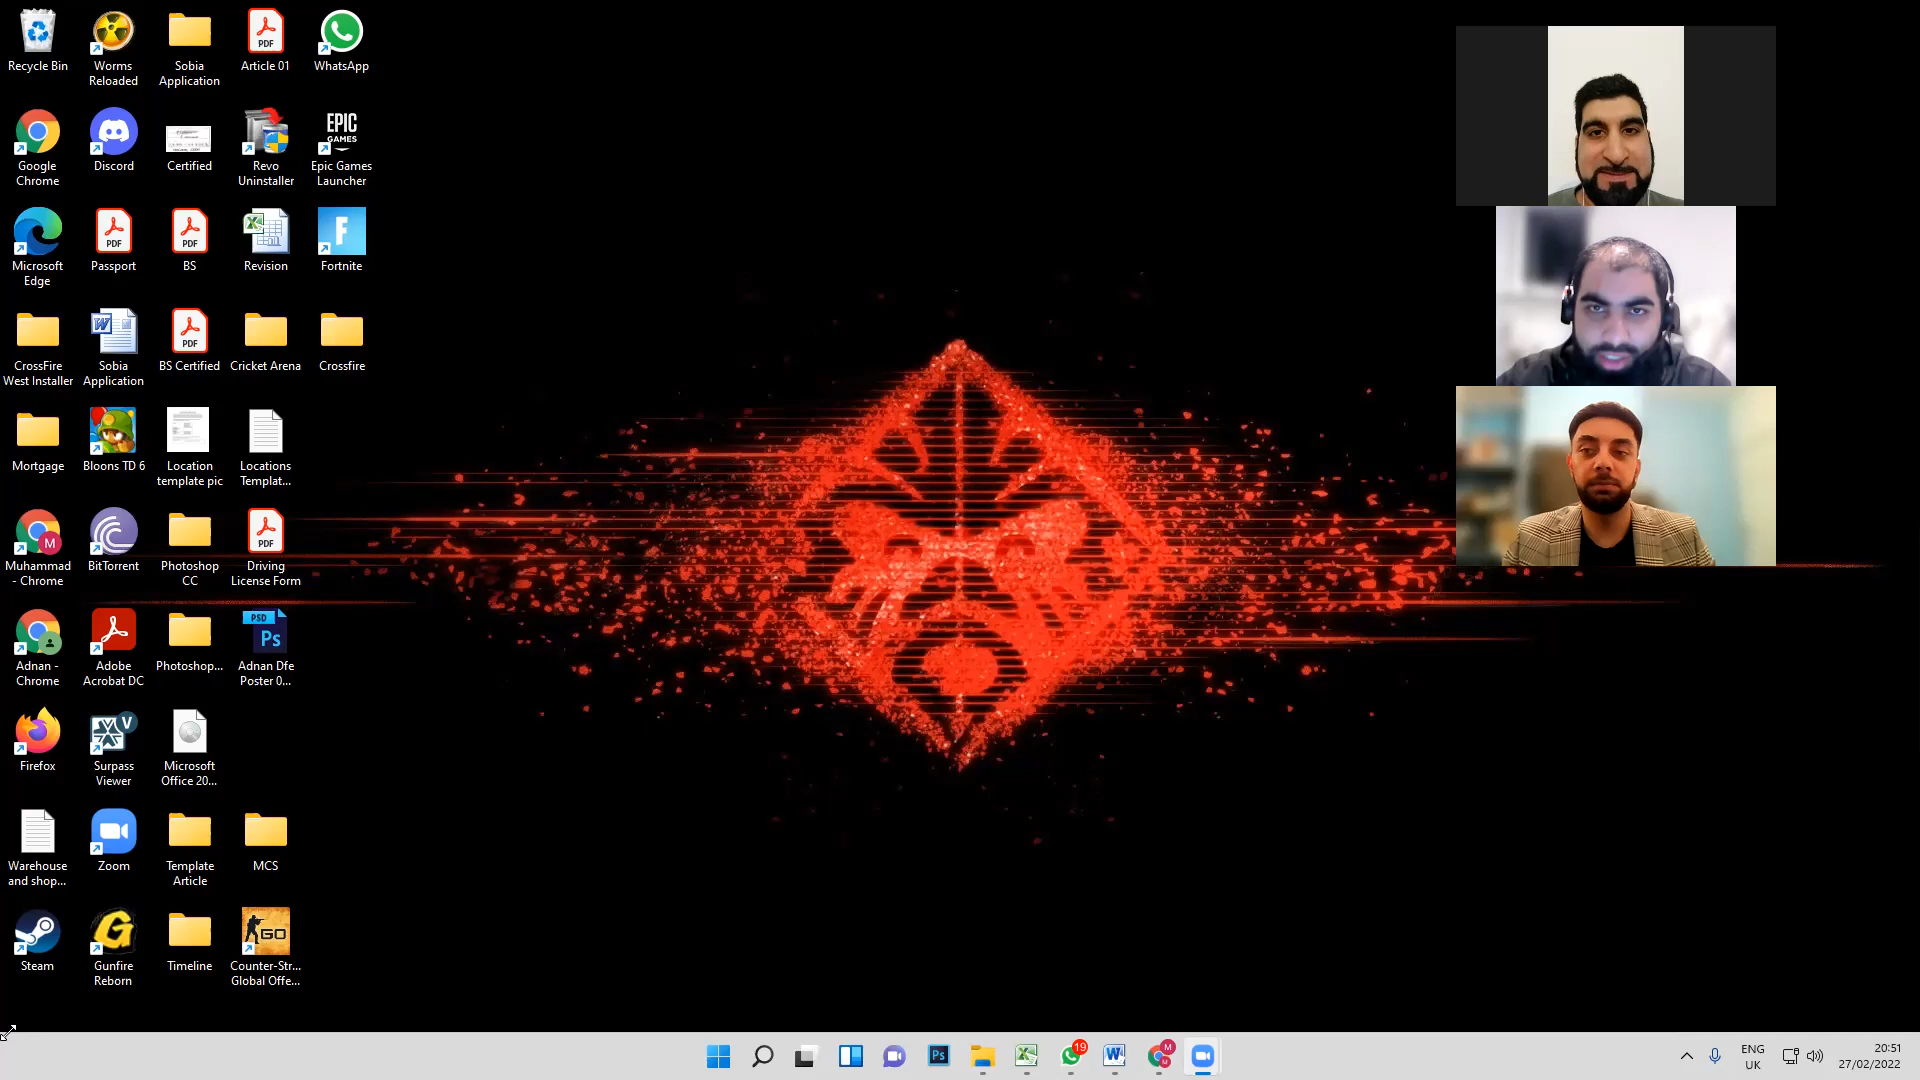 Recycle Bin
Worms
Reloaded
Sobia
Application
PDF
Article 01
WhatsApp
Google
Chrome
Discord
Certified
Revo
Uninstaller
EPIC
GAMES
Epic Games
Launcher
Microsoft
Edge
PDF
Passport
PDF
BS
Revision
F
Fortnite
CrossFire
West Installer
W
Sobia
Application
PDF
BS Certified
Cricket Arena
Crossfire
Mortgage
Bloons TD 6
Location
template pic
Locations
Templat...
M
Muhammad
- Chrome
BitTorrent
Photoshop
CC
PDF
Driving
License Form
Adnan -
Chrome
Adobe
Acrobat DC
Photoshop...
PSD
Ps
Adnan Dfe
Poster 0...
Firefox
V
Surpass
Viewer
Microsoft
Office 20...
Warehouse
and shop...
Zoom
Template
Article
MCS
Steam
G
Gunfire
Reborn
Timeline
GO
Counter-Str...
Global Offe...
Ps
X
19
W
M
ENG
UK
20:51
27/02/2022